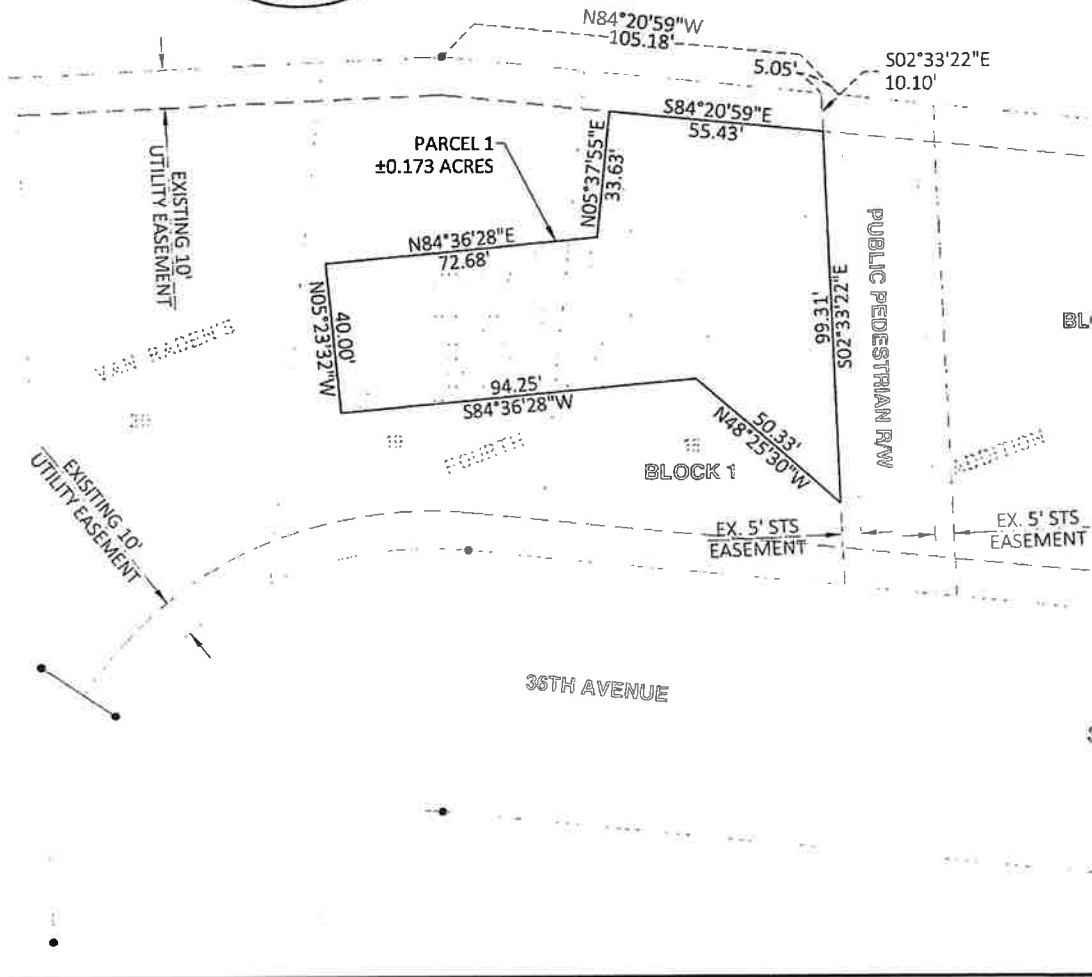 N84°20'59"W
105.18'
5.05'
S02°33'22"E
10.10'
S84°20'59"E
55.43'
PARCEL 1
±0.173 ACRES
N05°37'55"E
33.63'
EXISTING 10'
UTILITY EASEMENT
N84°36'28"E
72.68'
PUBLIC PEDESTRIAN R/W
99.31'
S02°33'22"E
40.00'
N05°23'32"W
VAN RADEN'S
94.25'
S84°36'28"W
50.33'
N48°25'30"W
20
19
FOURTH
18
BLOCK 1
ADDITION
EXISITING 10'
UTILITY EASEMENT
EX. 5' STS
EASEMENT
EX. 5' STS
EASEMENT
36TH AVENUE